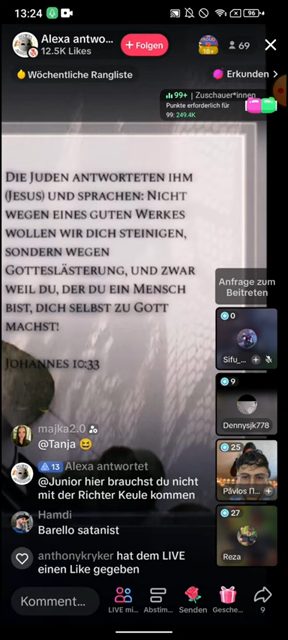 13:24
96
Alexa antwo...
12.5K Likes
+ Folgen
69
Wöchentliche Rangliste
Erkunden >
99+ | Zuschauer*innen
Punkte erforderlich für
99: 249.4K
Die Juden antworteten ihm
(Jesus) und sprachen: Nicht
wegen eines guten Werkes
wollen wir dich steinigen,
sondern wegen
Gotteslästerung, und zwar
weil du, der du ein Mensch
bist, dich selbst zu Gott
machst!
Johannes 10:33
Anfrage zum
Beitreten
0
Sifu_...
9
Dennysjk778
25
Pávlos Π...
27
Reza
majka2.0
@Tanja 😄
13 Alexa antwortet
@Junior hier brauchst du nicht
mit der Richter Keule kommen
Hamdi
Barello satanist
anthonykryker hat dem LIVE
einen Like gegeben
Komment...
LIVE mi...
Abstim...
Senden
Gesche...
9